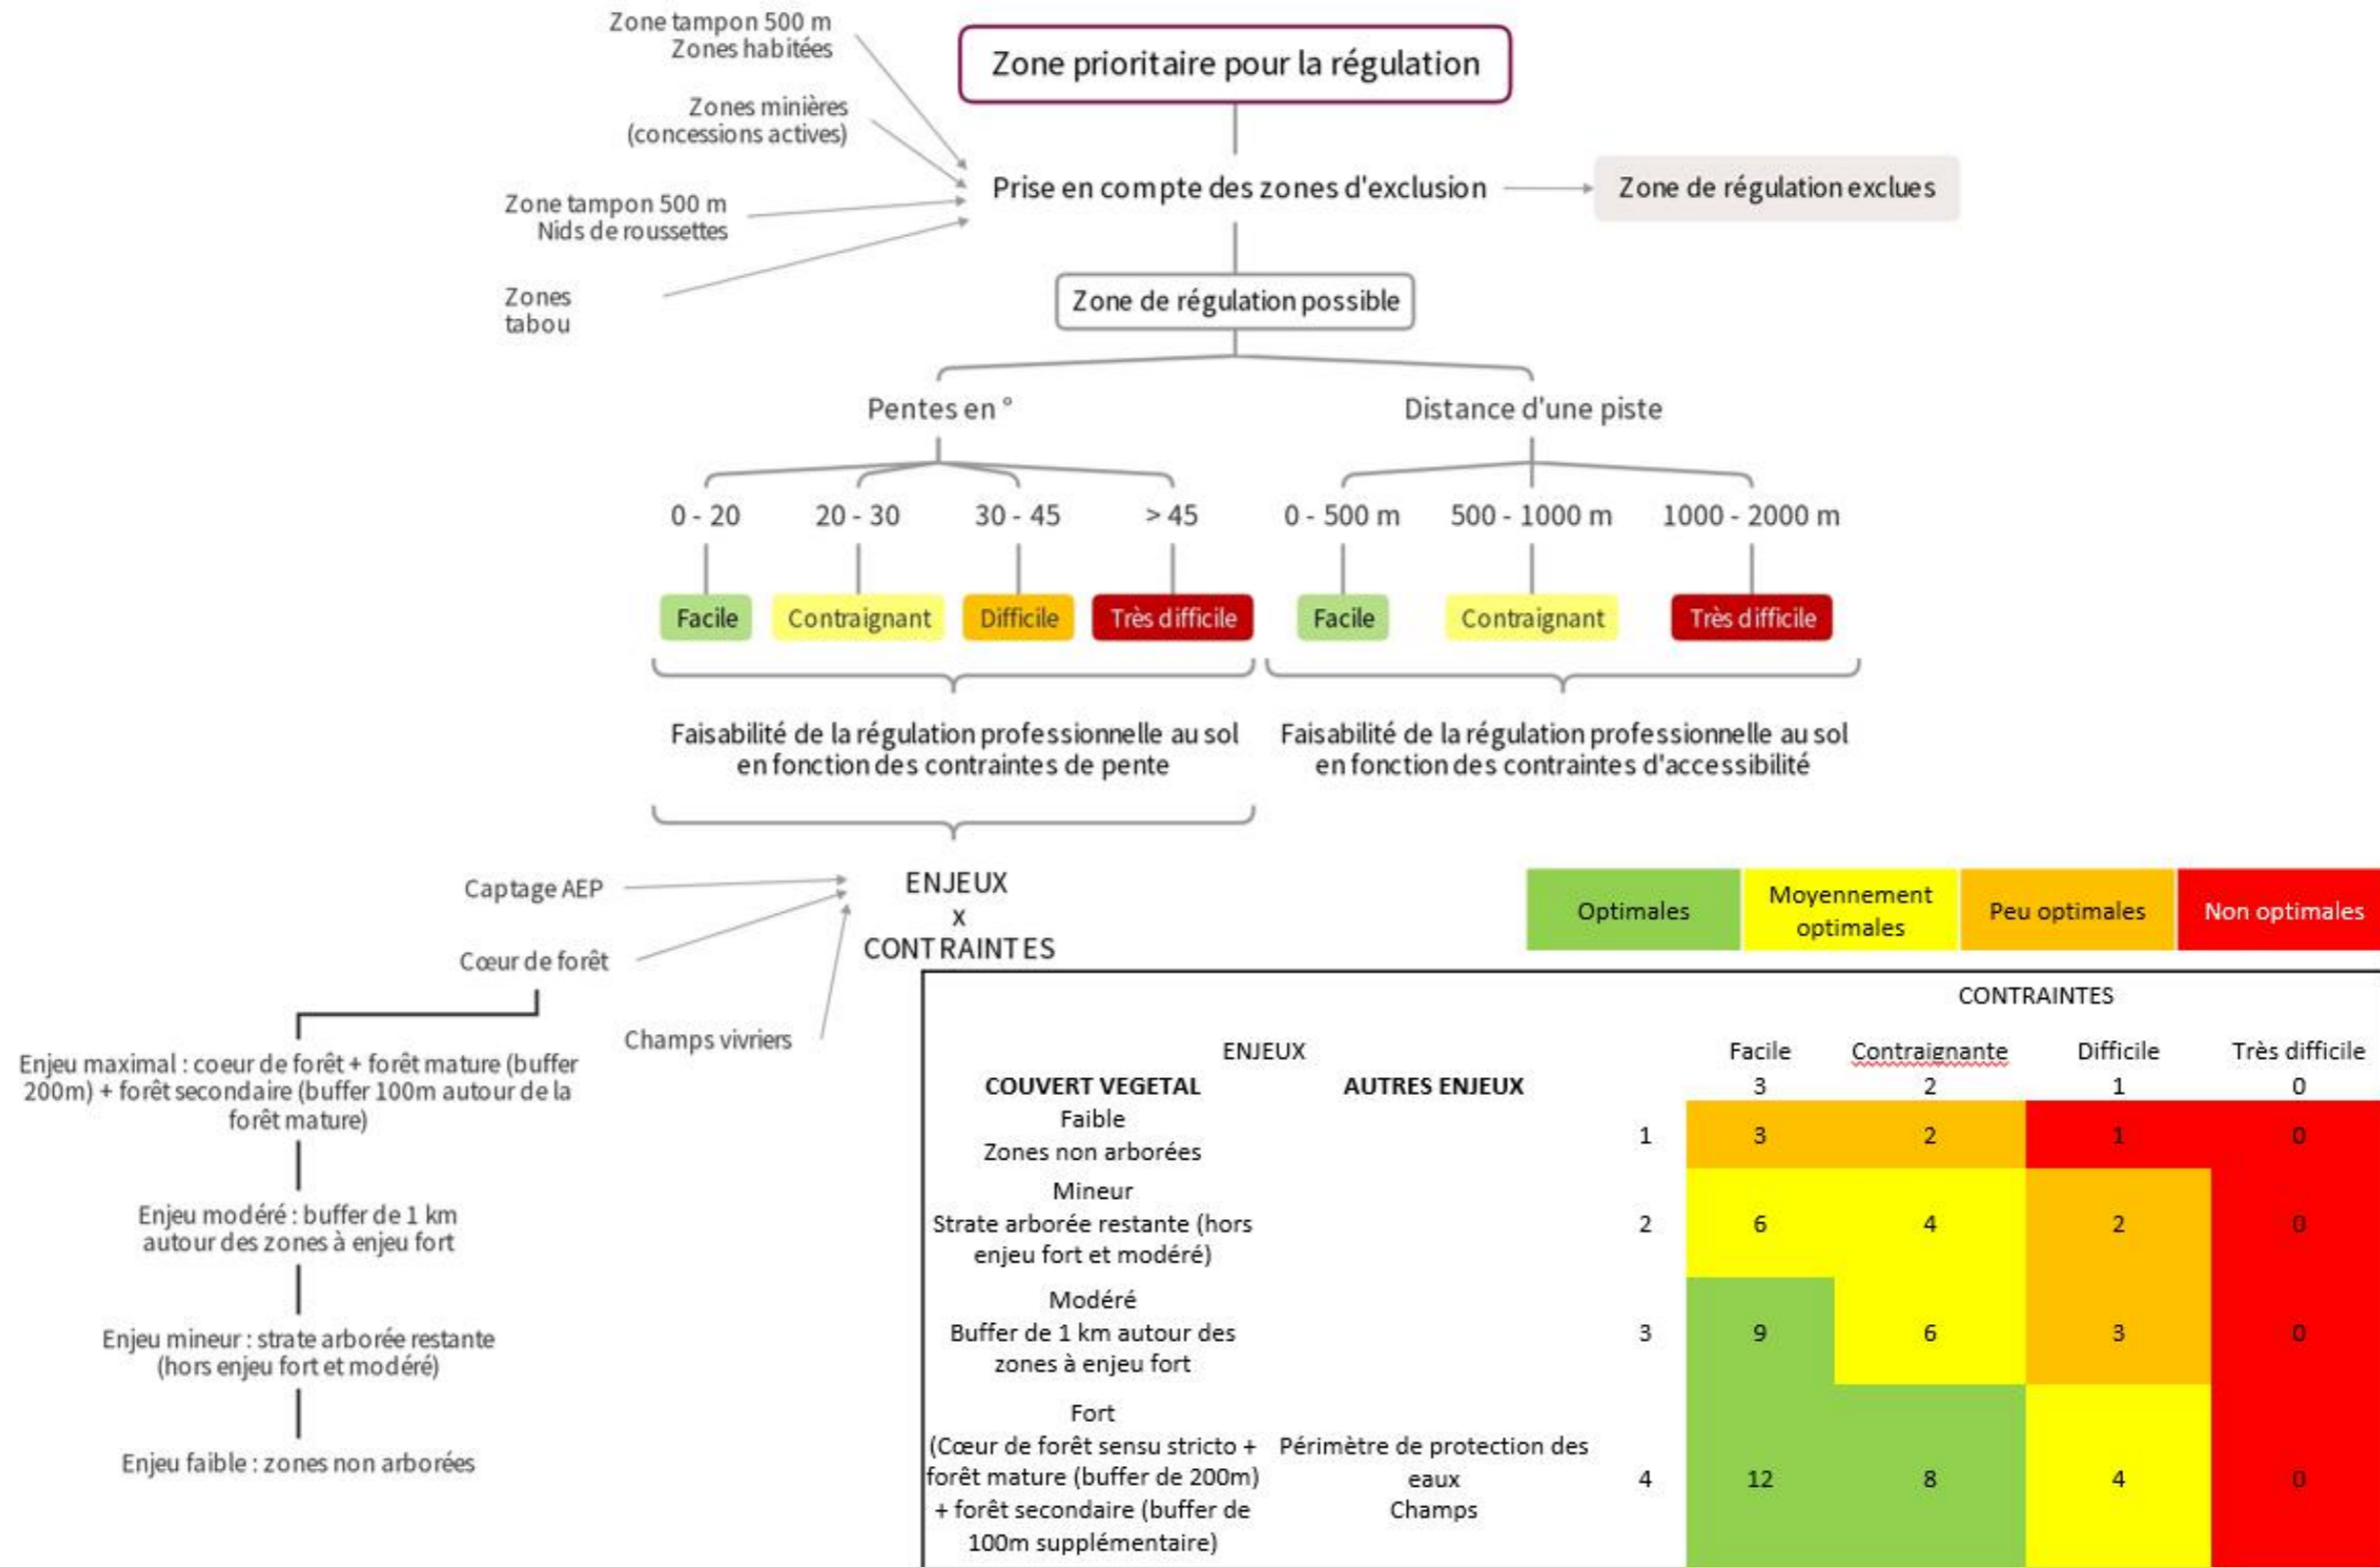 Zone tampon 500 m
Zones habitées
Zone prioritaire pour la régulation
Zones minières
(concessions actives)
Prise en compte des zones d'exclusion
Zone de régulation exclues
Zone tampon 500 m
Nids de roussettes
Zones
tabou
Zone de régulation possible
Pentes en °
Distance d'une piste
0 - 20
20 - 30
30 - 45
> 45
0 - 500 m
500 - 1000 m
1000 - 2000 m
Facile
Contraignant
Difficile
Très difficile
Facile
Contraignant
Très difficile
Faisabilité de la régulation professionnelle au sol
en fonction des contraintes de pente
Faisabilité de la régulation professionnelle au sol
en fonction des contraintes d'accessibilité
Captage AEP
Cœur de forêt
Champs vivriers
ENJEUX
x
CONTRAINTES
Enjeu maximal : coeur de forêt + forêt mature (buffer
200m) + forêt secondaire (buffer 100m autour de la
forêt mature)
Enjeu modéré : buffer de 1 km
autour des zones à enjeu fort
Enjeu mineur : strate arborée restante
(hors enjeu fort et modéré)
Enjeu faible : zones non arborées
Optimales
Moyennement
optimales
Peu optimales
Non optimales
CONTRAINTES
ENJEUX
Facile
Contraignante
Difficile
Très difficile
COUVERT VEGETAL
AUTRES ENJEUX
3
2
1
0
Faible
Zones non arborées
1
3
2
1
0
Mineur
Strate arborée restante (hors
enjeu fort et modéré)
2
6
4
2
0
Modéré
Buffer de 1 km autour des
zones à enjeu fort
3
9
6
3
0
Fort
(Cœur de forêt sensu stricto +
forêt mature (buffer de 200m)
+ forêt secondaire (buffer de
100m supplémentaire)
Périmètre de protection des
eaux
Champs
4
12
8
4
0